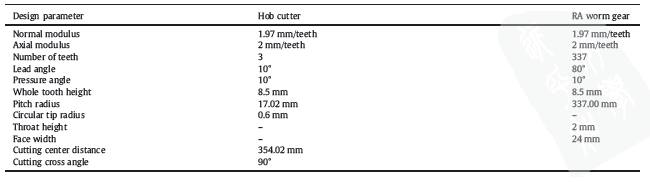 Design parameter Hob cutter RA worm gear
Normal modulus 1.97 mm/teeth 1.97 mm/teeth
Axial modulus 2 mm/teeth 2 mm/teeth
Number of teeth 3 337
Lead angle 10° 80°
Pressure angle 10° 10°
Whole tooth height 8.5 mm 8.5 mm
Pitch radius 17.02 mm 337.00 mm
Circular tip radius 0.6 mm –
Throat height – 2 mm
Face width – 24 mm
Cutting center distance 354.02 mm
Cutting cross angle 90°